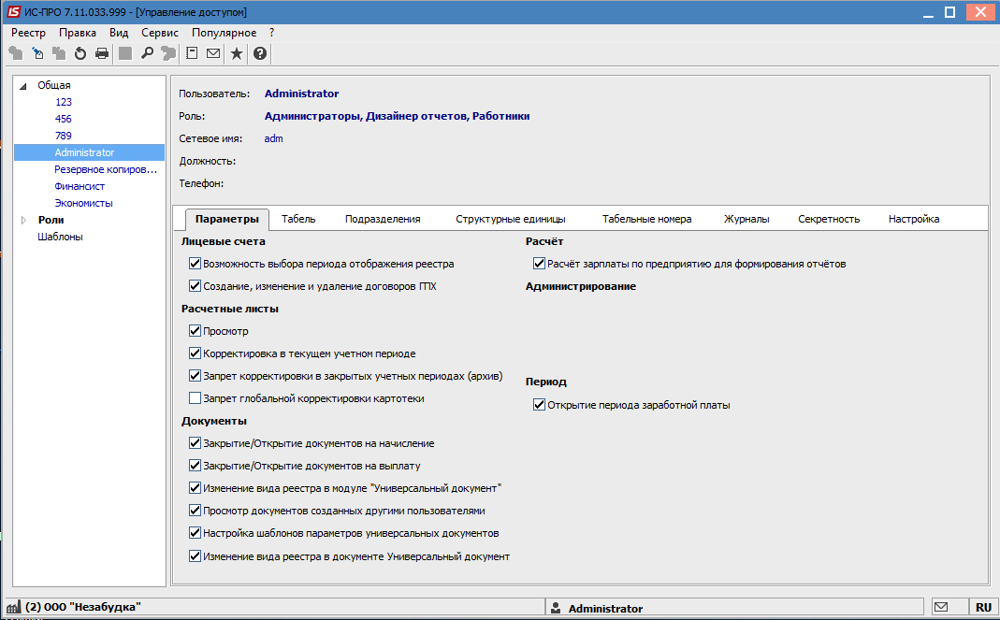 ИС-ПРО 7.11.033.999 - [Управление доступом]
Реестр Правка Вид Сервис Популярное ?
Общая
123
456
789
Administrator
Резервное копиров...
Финансист
Экономисты
Роли
Шаблоны
Пользователь: Administrator
Роль: Администраторы, Дизайнер отчетов, Работники
Сетевое имя: adm
Должность:
Телефон:
Параметры Табель Подразделения Структурные единицы Табельные номера Журналы Секретность Настройка
Лицевые счета
Возможность выбора периода отображения реестра
Создание, изменение и удаление договоров ГПХ
Расчетные листы
Просмотр
Корректировка в текущем учетном периоде
Запрет корректировки в закрытых учетных периодах (архив)
Запрет глобальной корректировки картотеки
Документы
Закрытие/Открытие документов на начисление
Закрытие/Открытие документов на выплату
Изменение вида реестра в модуле "Универсальный документ"
Просмотр документов созданных другими пользователями
Настройка шаблонов параметров универсальных документов
Изменение вида реестра в документе Универсальный документ
Расчёт
Расчёт зарплаты по предприятию для формирования отчётов
Администрирование
Период
Открытие периода заработной платы
(2) ООО "Незабудка"
Administrator
RU